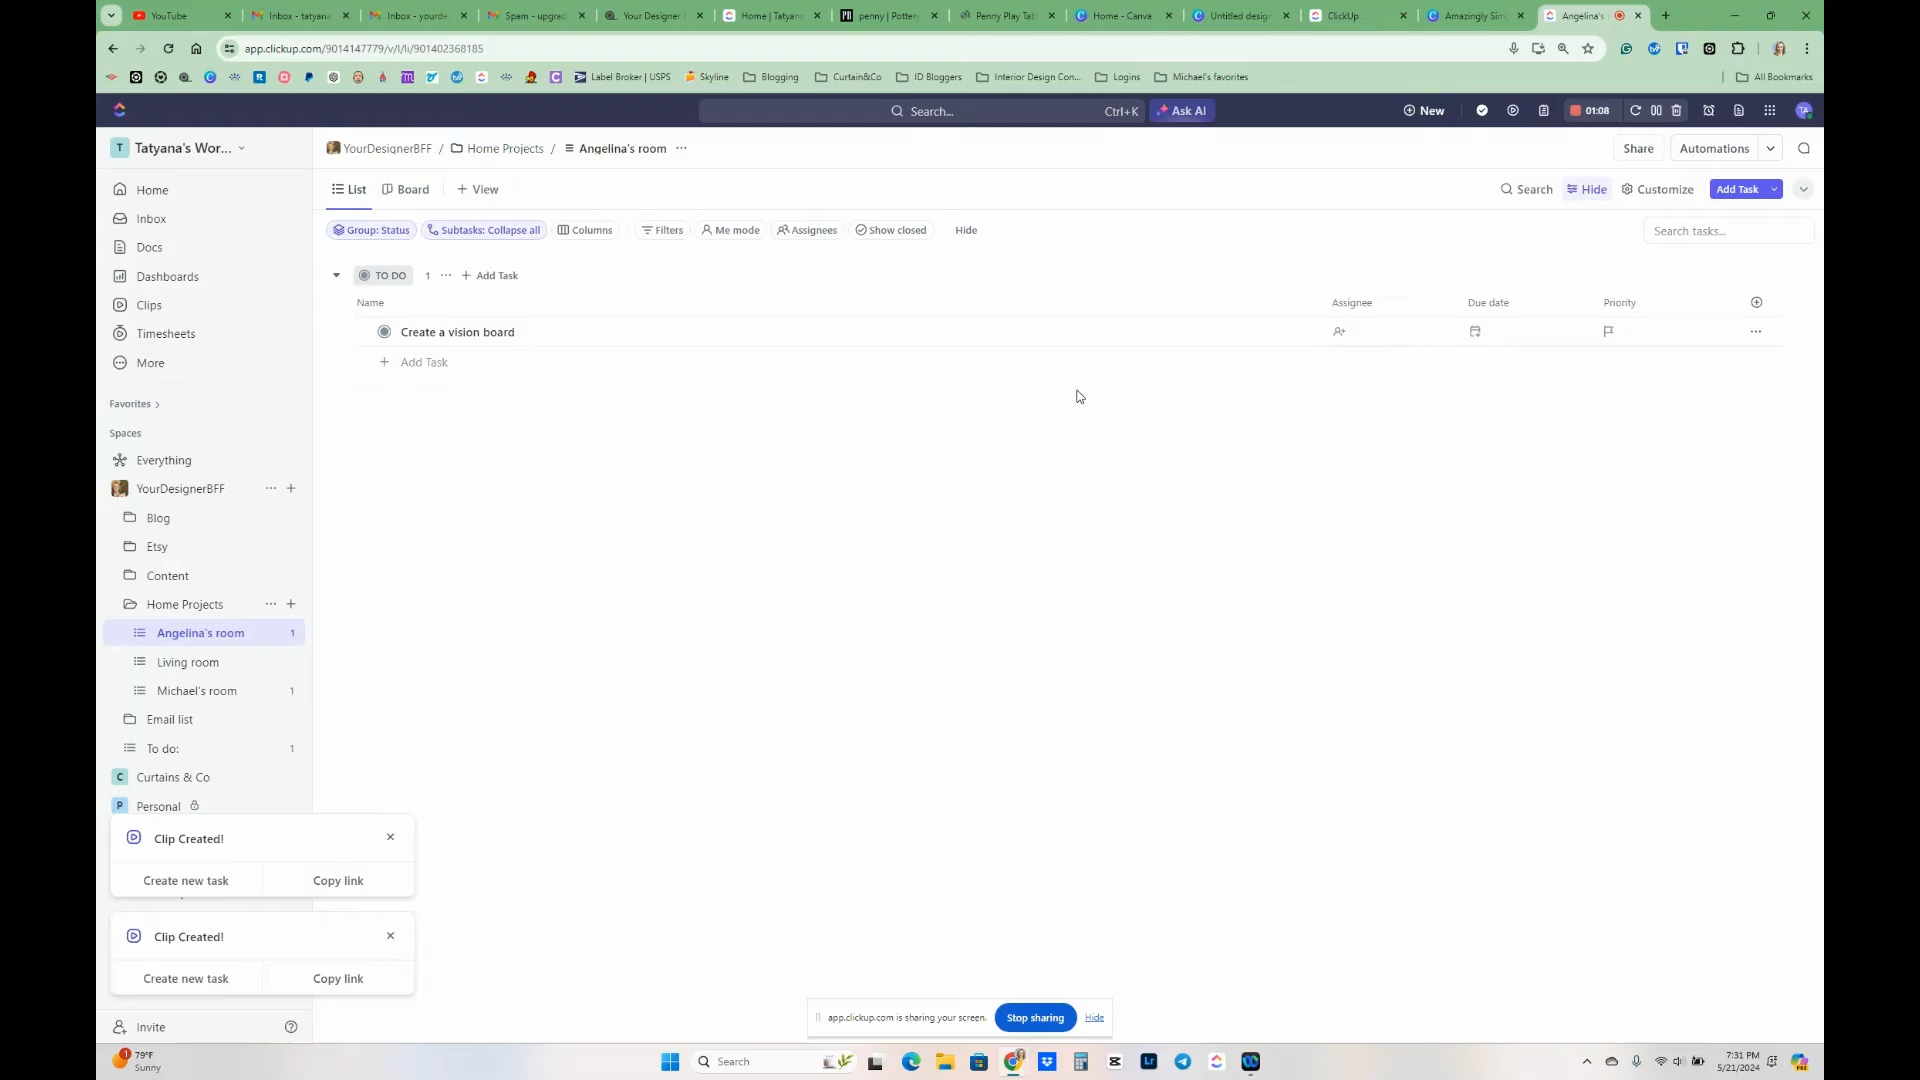 YouTube
Inbox - tatyana
Inbox - yourde
Spam - upgrad
Your Designer
Home | Tatyan
penny | Potter
Penny Play Tab
Home - Canva
Untitled design
ClickUp
Amazingly Sim
Angelina's
app.clickup.com/9014147779/v/l/li/901402368185
Label Broker | USPS
Skyline
Blogging
Curtain&Co
ID Bloggers
Interior Design Con...
Logins
Michael's favorites
All Bookmarks
Search...
Ctrl+K
Ask AI
New
01:08
TA
T Tatyana's Wor...
YourDesignerBFF / Home Projects / Angelina's room
Share
Automations
Home
Inbox
Docs
Dashboards
Clips
Timesheets
More
Favorites
Spaces
Everything
YourDesignerBFF
Blog
Etsy
Content
Home Projects
Angelina's room 1
Living room
Michael's room 1
Email list
To do: 1
C Curtains & Co
P Personal
List
Board
+ View
Search
Hide
Customize
Add Task
Group: Status
Subtasks: Collapse all
Columns
Filters
Me mode
Assignees
Show closed
Hide
Search tasks...
TO DO 1 ... + Add Task
Name
Assignee
Due date
Priority
Create a vision board
+ Add Task
Clip Created!
Create new task
Copy link
Clip Created!
Create new task
Copy link
Invite
app.clickup.com is sharing your screen.
Stop sharing
Hide
1
79°F
Sunny
Search
Lr
7:31 PM
5/21/2024